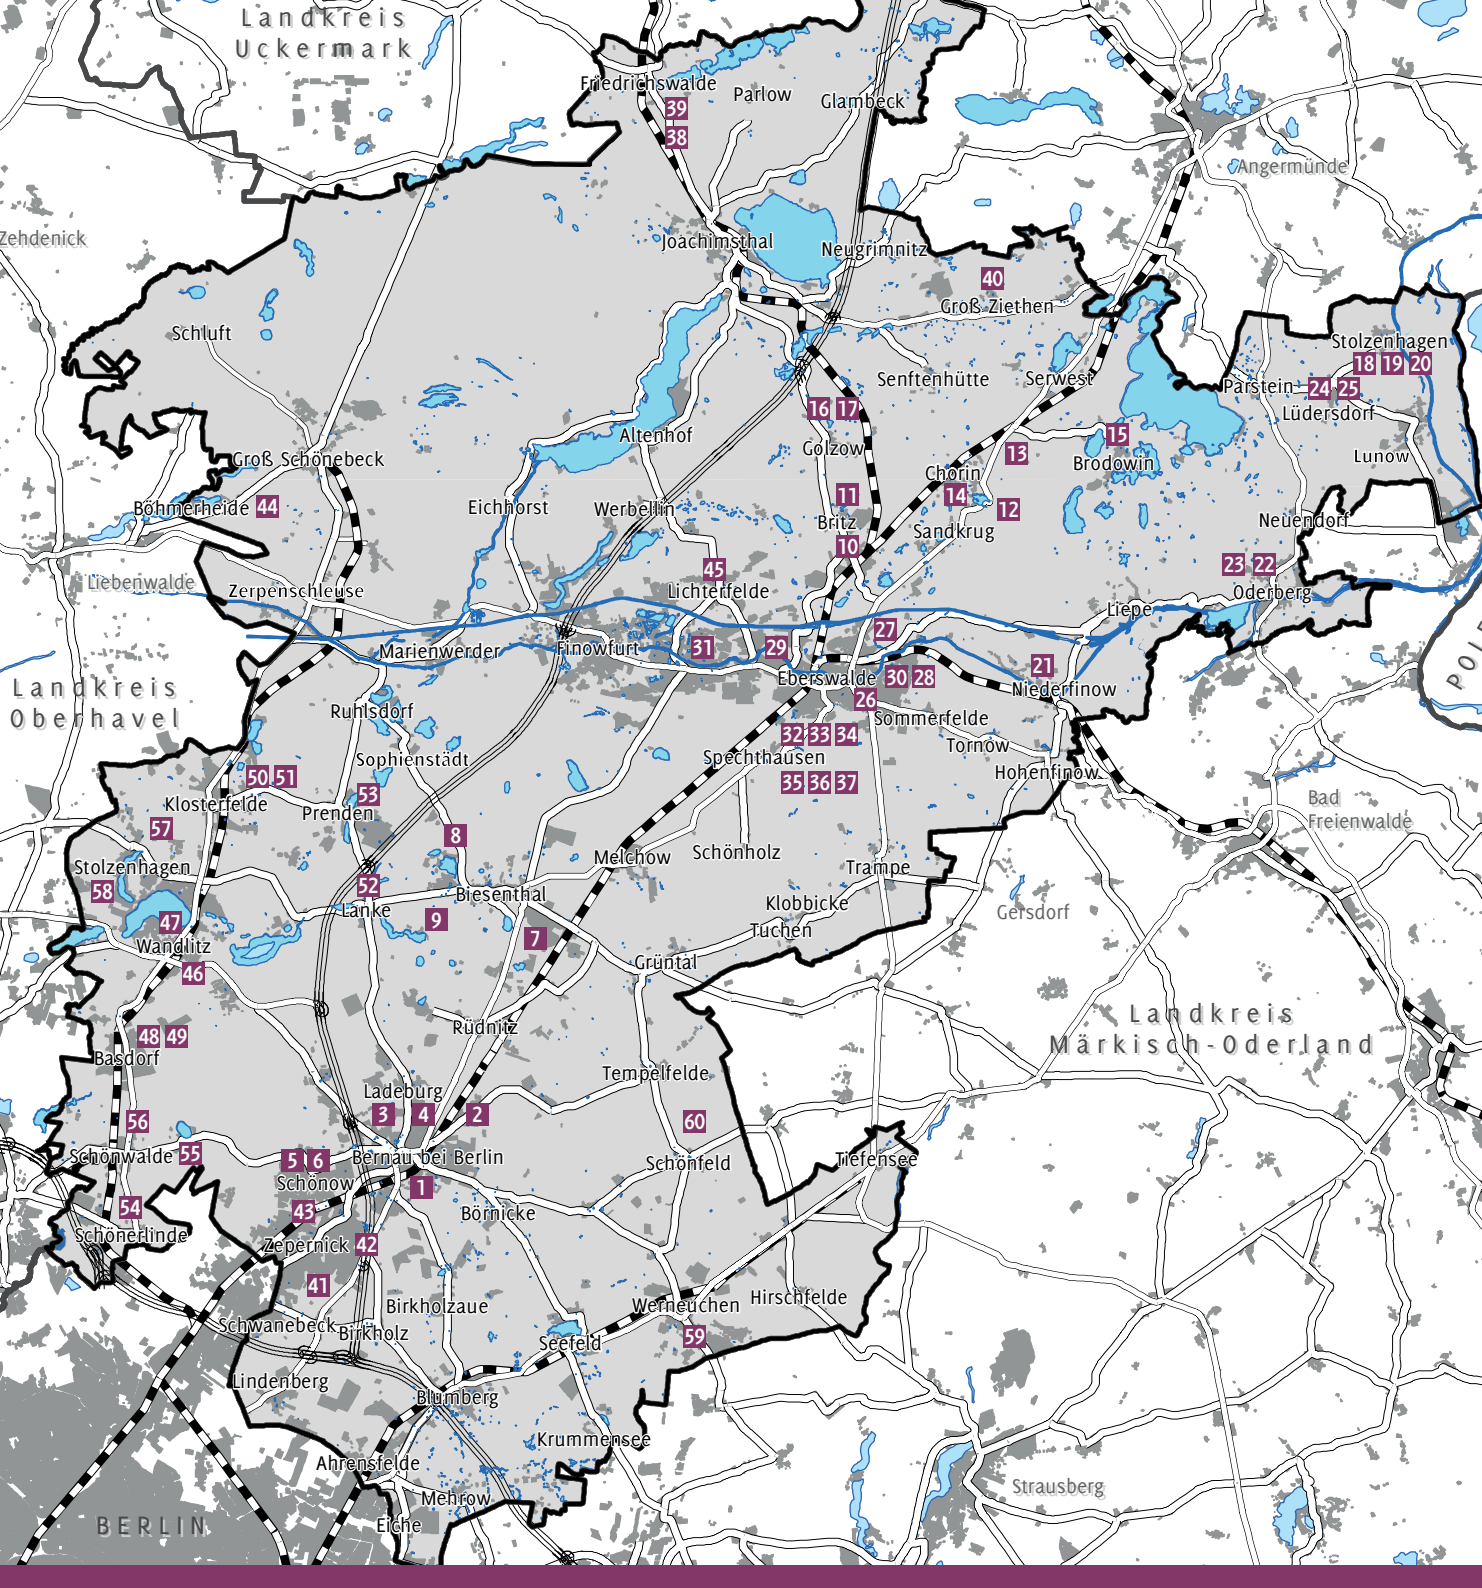 Landkreis
Uckermark
Friedrichswalde
39
38
Parlow
Glambeck
Angermünde
Zehdenick
Joachimsthal
Neugrimnitz
40
Groß Ziethen
Schluft
Stolzenhagen
18 19 20
Senftenhütte
Serwest
Parstein
24 25
Lüdersdorf
16 17
Altenhof
Golzow
15
Brodowin
13
Lunow
Groß Schönebeck
Chorin
14
12
11
Böhmerheide 44
Eichhorst
Werbellin
Britz
10
Sandkrug
Neuendorf
45
Lichterfelde
23 22
Oderberg
Liebenwalde
Zerpenschleuse
Liepe
27
Marienwerder
Finowfurt
31
29
POLE
Landkreis
Oberhavel
Eberswalde
30 28
21
Niederfinow
26
Ruhlsdorf
Sommerfelde
32 33 34
Tornow
Sophienstädt
Spechthausen
Hohenfinow
50 51
35 36 37
Klosterfelde
53
Prenden
Bad
Freienwalde
57
8
Stolzenhagen
58
Melchow
Schönholz
Trampe
52
Lanke
Biesenthal
Klobbicke
9
Gersdorf
47
Wandlitz
7
Tuchen
46
Grüntal
Landkreis
Märkisch-Oderland
48 49
Basdorf
Rüdnitz
Tempelfelde
Ladeburg
3 4 2
56
60
Schönwalde 55
5 6
Bernau bei Berlin
Schönfeld
Tiefensee
Schönow
1
54
43
Börnicke
Schönerlinde
Zepernick 42
41
Birkholzaue
Werneuchen
Hirschfelde
Schwanebeck
Birkholz
Seefeld
59
Lindenberg
Blumberg
Krummensee
Ahrensfelde
Strausberg
Mehrow
Eiche
BERLIN